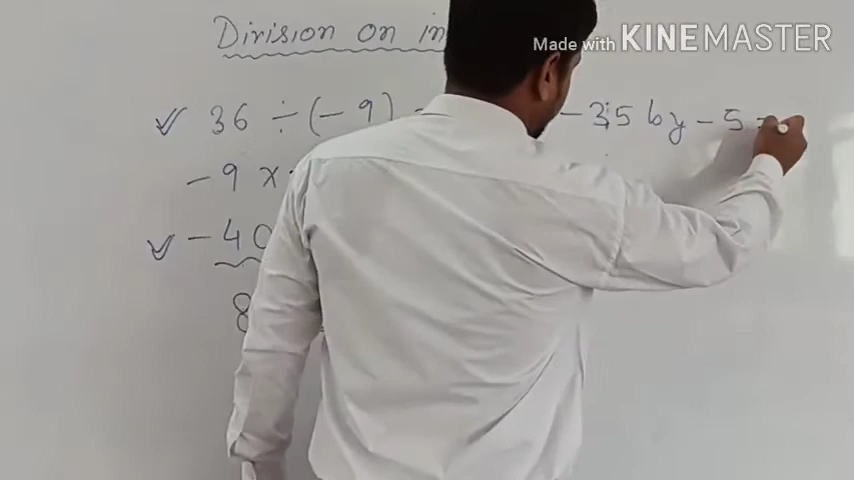 Made with KINEMASTER
Division on in
✓ 36 ÷ (- 9)
- 35 by - 5
- 9 ×
✓ - 40
8